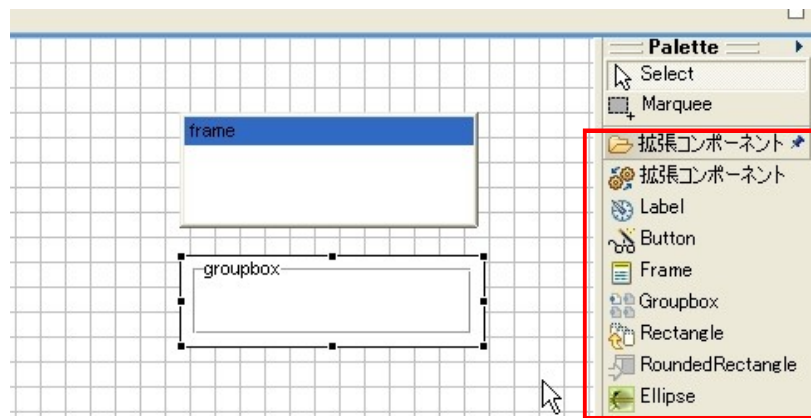 frame
groupbox
Palette
Select
Marquee
拡張コンポーネント
拡張コンポーネント
Label
Button
Frame
Groupbox
Rectangle
RoundedRectangle
Ellipse